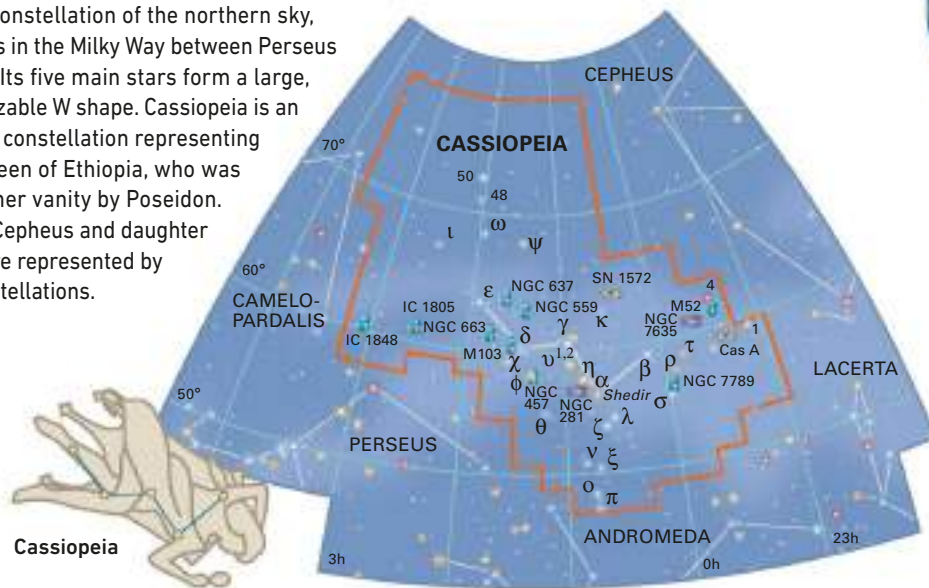 onstellation of the northern sky,
s in the Milky Way between Perseus
Its five main stars form a large,
zable W shape. Cassiopeia is an
constellation representing
een of Ethiopia, who was
ner vanity by Poseidon.
Cepheus and daughter
e represented by
tellations.
CEPHEUS
CASSIOPEIA
70°
50
48
ω
ι
ψ
60°
CAMELO-
PARDALIS
SN 1572
ε
NGC 637
NGC 559
IC 1805
NGC 663
IC 1848
M103
δ
γ
κ
4
M52
NGC
7635
1
Cas A
τ
χ
υ1,2
η
α
Shedir
β
ρ
φ
NGC
457
NGC
281
NGC 7789
σ
LACERTA
50°
PERSEUS
θ
ζ
λ
ν
ξ
ο
π
ANDROMEDA
3h
0h
23h
Cassiopeia